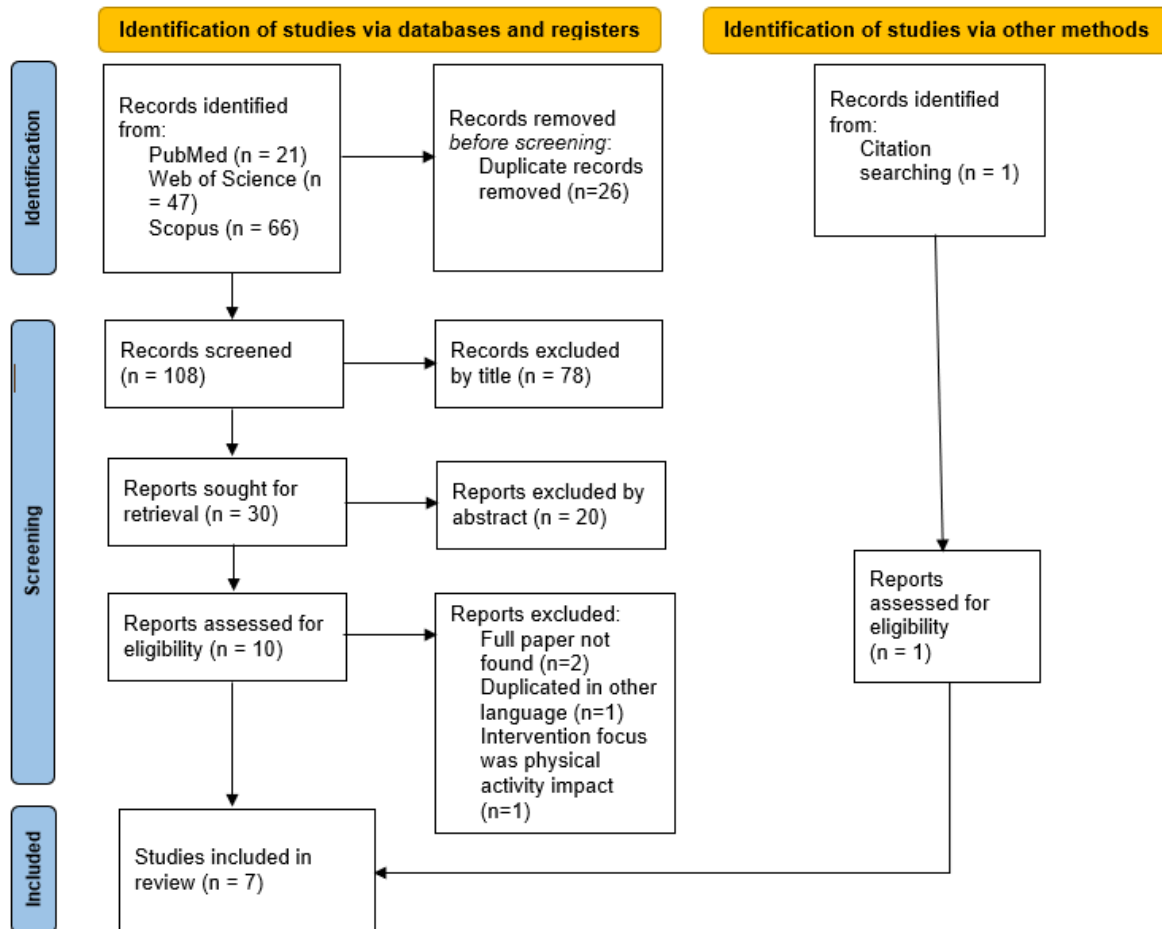 Identification of studies via databases and registers
Identification of studies via other methods
Identification
Records identified
from:
PubMed (n = 21)
Web of Science (n
= 47)
Scopus (n = 66)
Records removed
before screening:
Duplicate records
removed (n=26)
Records identified
from:
Citation
searching (n = 1)
Screening
Records screened
(n = 108)
Records excluded
by title (n = 78)
Reports sought for
retrieval (n = 30)
Reports excluded by
abstract (n = 20)
Reports assessed for
eligibility (n = 10)
Reports excluded:
Full paper not
found (n=2)
Duplicated in other
language (n=1)
Intervention focus
was physical
activity impact
(n=1)
Reports
assessed for
eligibility
(n = 1)
Included
Studies included in
review (n = 7)